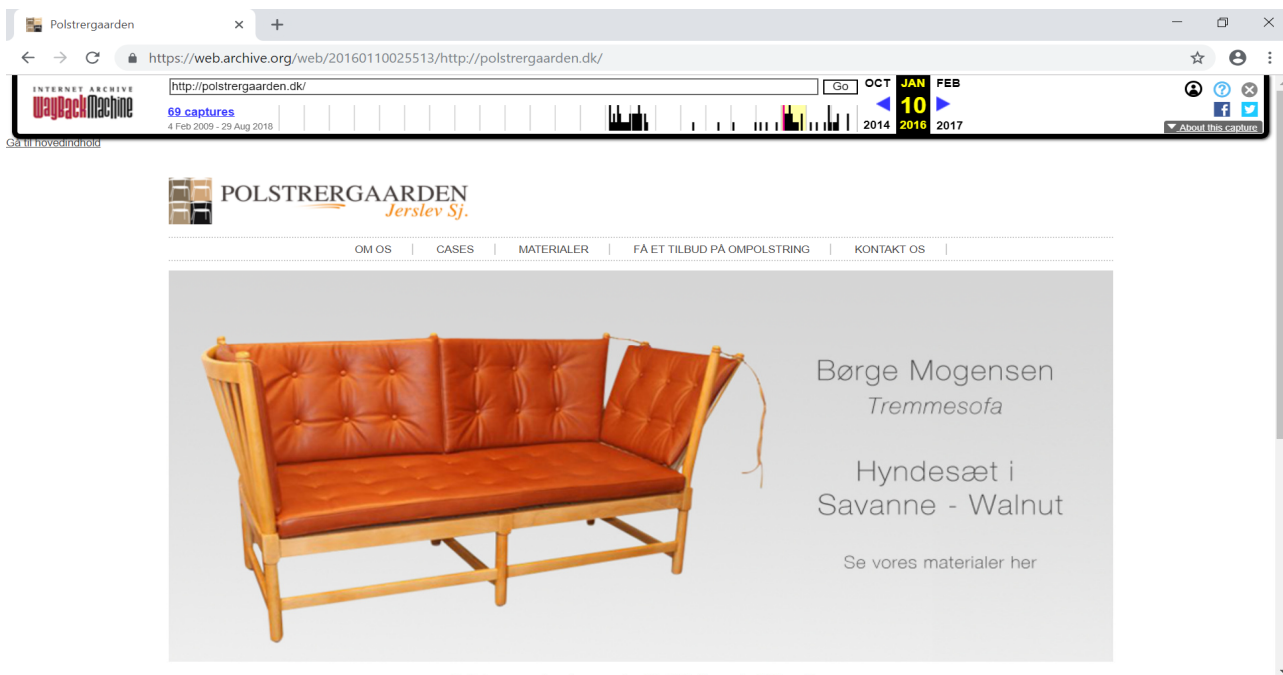 Polstrergaarden
https://web.archive.org/web/20160110025513/http://polstrergaarden.dk/
INTERNET ARCHIVE
WayBackMachine
http://polstrergaarden.dk/
Go
OCT JAN FEB
69 captures
10
4 Feb 2009 - 29 Aug 2018
2014 2016 2017
About this capture
Gå til hovedindhold
POLSTRERGAARDEN
Jerslev Sj.
OM OS | CASES | MATERIALER | FÅ ET TILBUD PÅ OMPOLSTRING | KONTAKT OS |
Børge Mogensen
Tremmesofa
Hyndesæt i
Savanne - Walnut
Se vores materialer her